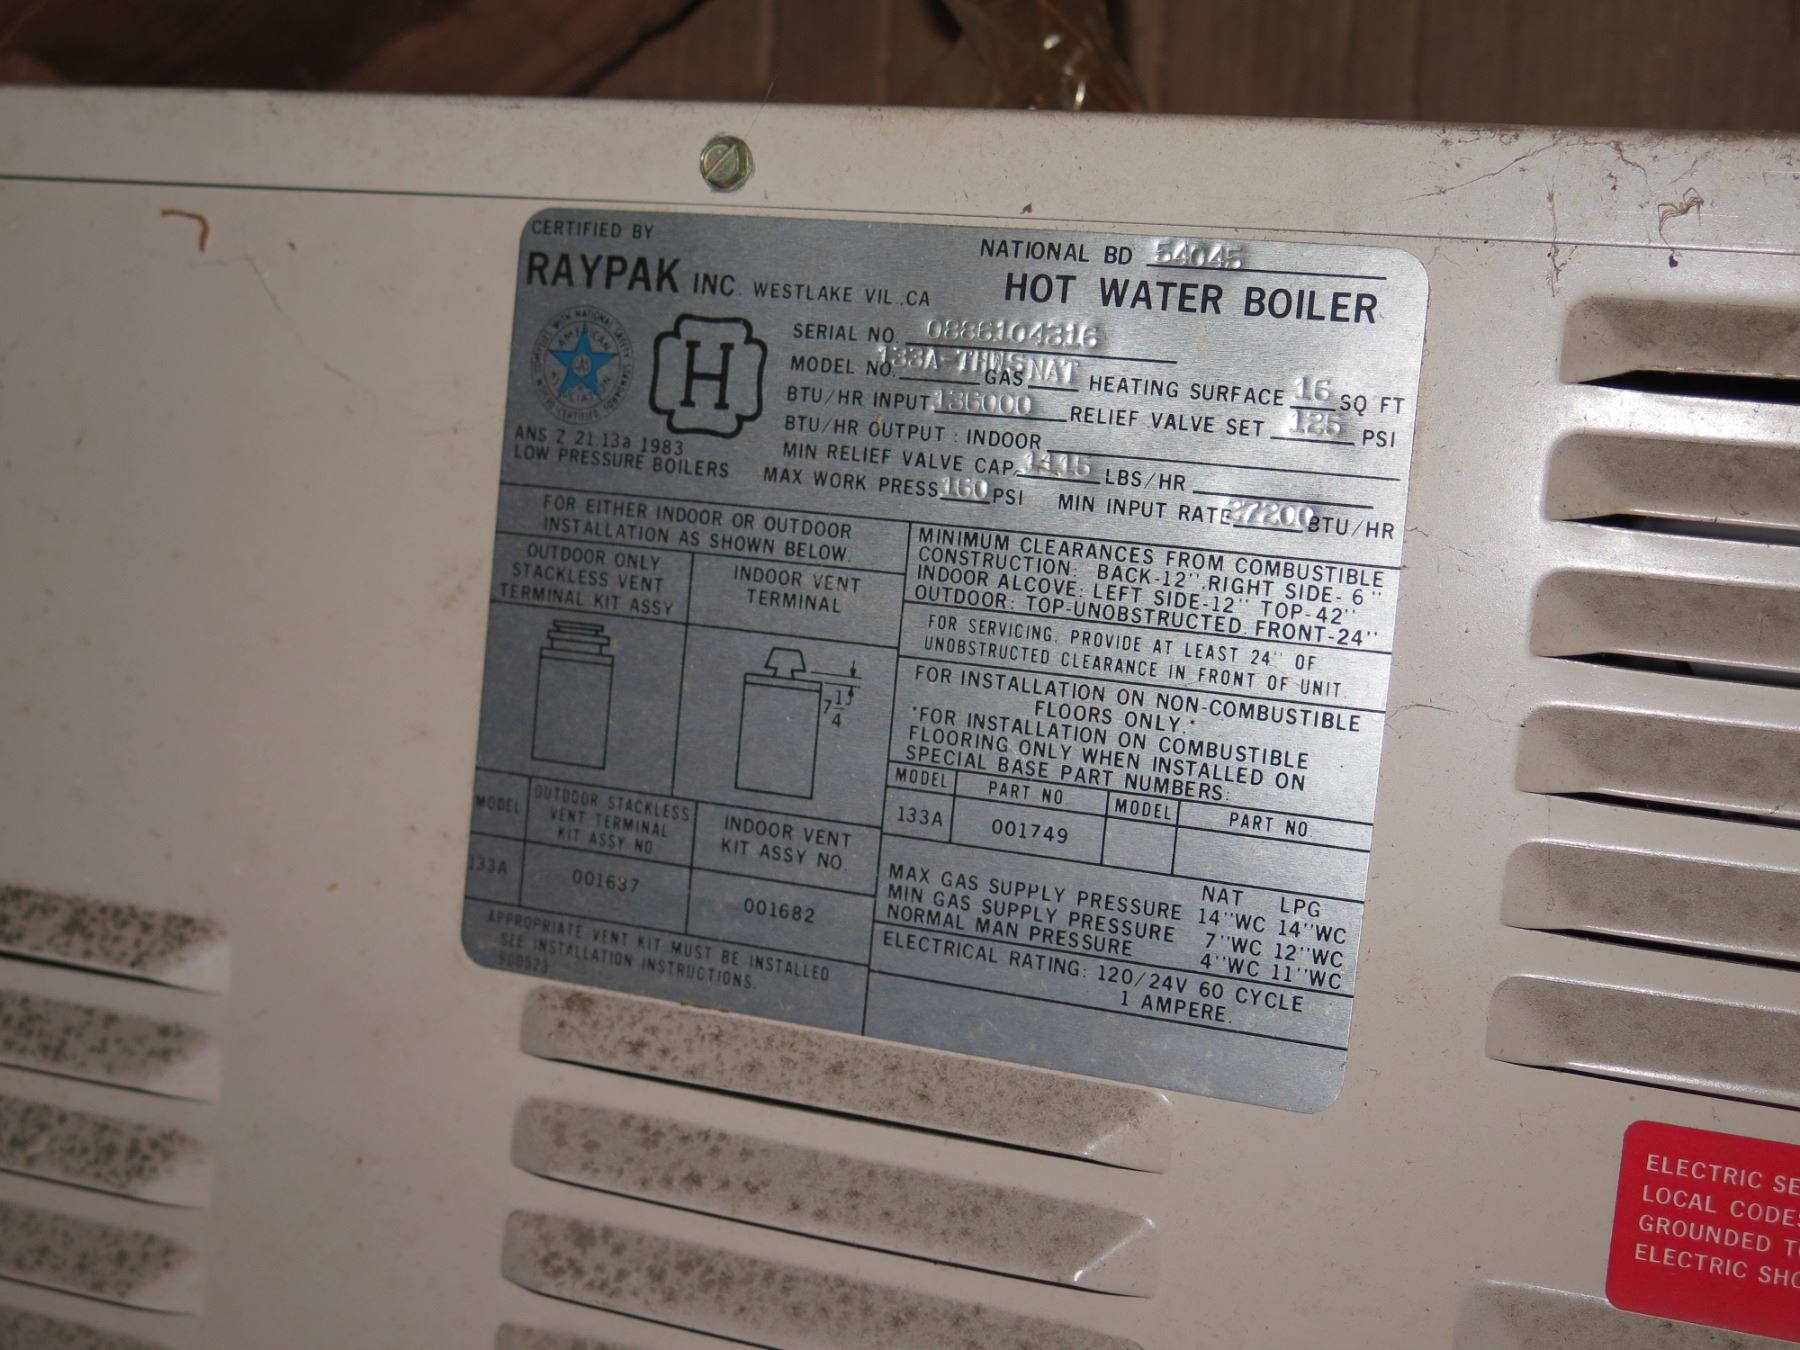 CERTIFIED BY
RAYPAK INC. WESTLAKE VIL., CA
NATIONAL BD 54045
HOT WATER BOILER
SERIAL NO. 0886104316
MODEL NO. 133A-TH GAS NAT HEATING SURFACE 16 SQ FT
BTU/HR INPUT 136000 RELIEF VALVE SET 125 PSI
BTU/HR OUTPUT : INDOOR
MIN RELIEF VALVE CAP LBS/HR
MAX WORK PRESS 160 PSI MIN INPUT RATE 27200 BTU/HR
H
AMERICAN
ANS Z 21.13a 1983
LOW PRESSURE BOILERS
FOR EITHER INDOOR OR OUTDOOR
INSTALLATION AS SHOWN BELOW.
OUTDOOR ONLY
STACKLESS VENT
TERMINAL KIT ASSY
INDOOR VENT
TERMINAL
7 1/4
MODEL
OUTDOOR STACKLESS
VENT TERMINAL
KIT ASSY NO.
INDOOR VENT
KIT ASSY NO.
133A
001637
001682
APPROPRIATE VENT KIT MUST BE INSTALLED
SEE INSTALLATION INSTRUCTIONS.
900523
MINIMUM CLEARANCES FROM COMBUSTIBLE
CONSTRUCTION: BACK-12", RIGHT SIDE- 6"
INDOOR ALCOVE: LEFT SIDE-12" TOP-42"
OUTDOOR: TOP-UNOBSTRUCTED. FRONT-24"
FOR SERVICING, PROVIDE AT LEAST 24" OF
UNOBSTRUCTED CLEARANCE IN FRONT OF UNIT.
FOR INSTALLATION ON NON-COMBUSTIBLE
FLOORS ONLY.*
*FOR INSTALLATION ON COMBUSTIBLE
FLOORING ONLY WHEN INSTALLED ON
SPECIAL BASE PART NUMBERS:
MODEL PART NO. MODEL PART NO.
133A 001749
NAT LPG
MAX GAS SUPPLY PRESSURE 14"WC 14"WC
MIN GAS SUPPLY PRESSURE 7"WC 12"WC
NORMAL MAN PRESSURE 4"WC 11"WC
ELECTRICAL RATING: 120/24V 60 CYCLE
1 AMPERE.
ELECTRIC SE
LOCAL CODES
GROUNDED T
ELECTRIC SHO